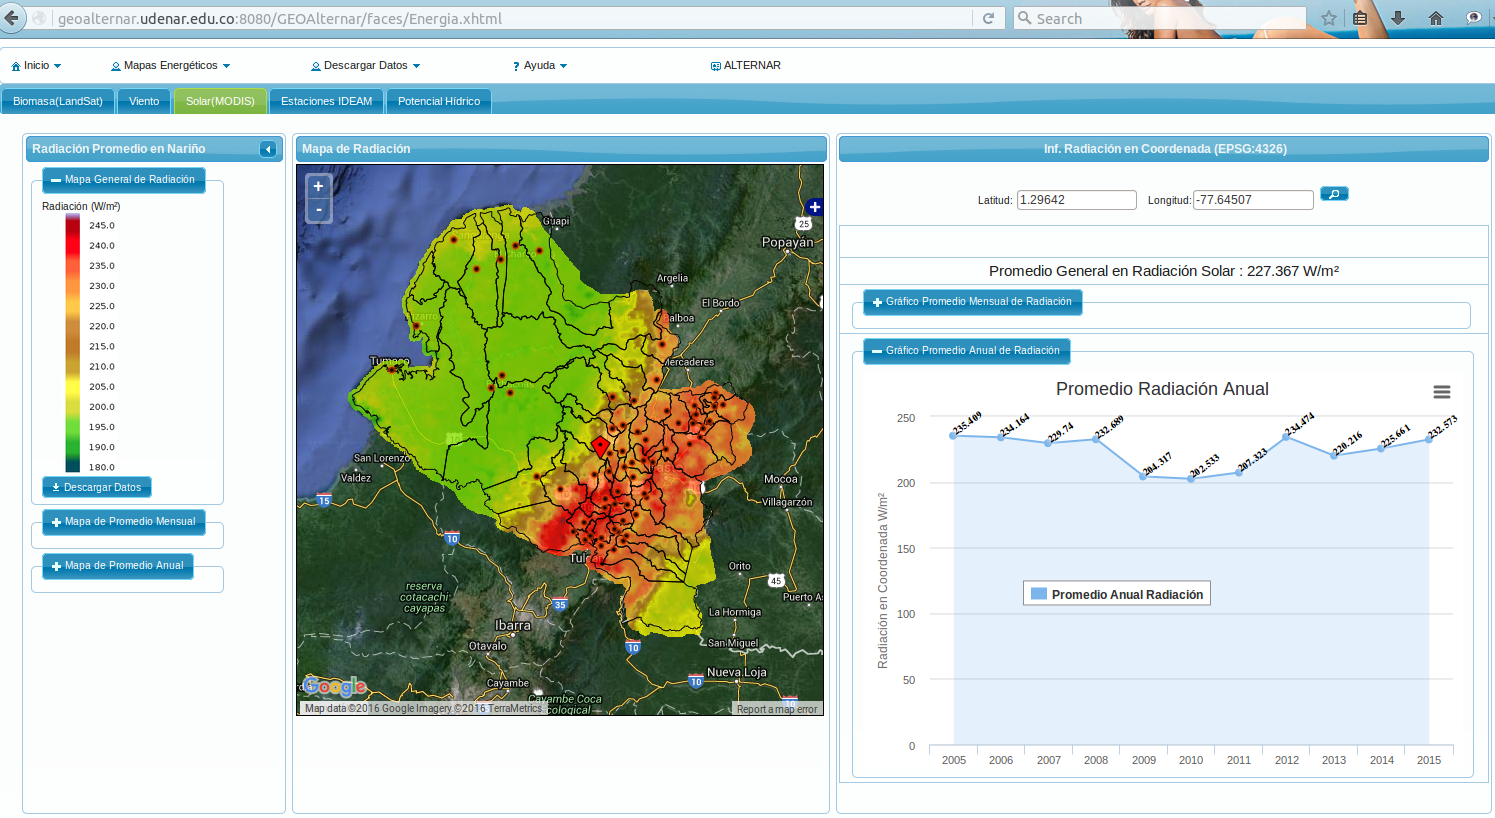 geoalternar.udenar.edu.co:8080/GEOAlternar/faces/Energia.xhtml
Search
Inicio
Mapas Energéticos
Descargar Datos
Ayuda
ALTERNAR
Biomasa(LandSat)
Viento
Solar(MODIS)
Estaciones IDEAM
Potencial Hídrico
Radiación Promedio en Nariño
Mapa General de Radiación
Radiación (W/m²)
245.0
240.0
235.0
230.0
225.0
220.0
215.0
210.0
205.0
200.0
195.0
190.0
180.0
Descargar Datos
Mapa de Promedio Mensual
Mapa de Promedio Anual
Mapa de Radiación
+
-
+
Guapi
25
Popayán
Argelia
El Bordo
Balboa
Mercaderes
Tumaco
San Lorenzo
Valdez
15
Mocoa
Villagarzón
10
Orito
45
reserva
cotacachi
cayapas
35
Puerto As
La Hormiga
Ibarra
Otavalo
10
San Miguel
Nueva Loja
10
Cayambe
Cayambe Coca
10
Google
Map data ©2016 Google Imagery ©2016 TerraMetrics
Report a map error
Inf. Radiación en Coordenada (EPSG:4326)
Latitud: 1.29642
Longitud: -77.64507
Promedio General en Radiación Solar : 227.367 W/m²
Gráfico Promedio Mensual de Radiación
Gráfico Promedio Anual de Radiación
Promedio Radiación Anual
Radiación en Coordenada W/m²
250
200
150
100
50
0
235.409
234.164
229.74
232.689
204.317
202.533
207.323
234.474
220.216
225.661
232.573
Promedio Anual Radiación
2005
2006
2007
2008
2009
2010
2011
2012
2013
2014
2015